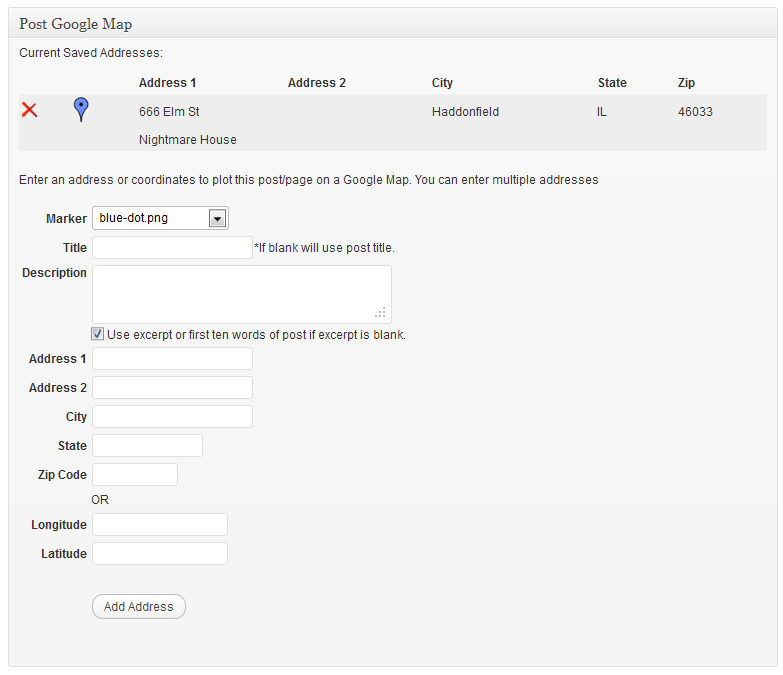 Post Google Map
Current Saved Addresses:
Address 1 Address 2 City State Zip
666 Elm St Haddonfield IL 46033
Nightmare House
Enter an address or coordinates to plot this post/page on a Google Map. You can enter multiple addresses
Marker blue-dot.png
Title *If blank will use post title.
Description
Use excerpt or first ten words of post if excerpt is blank.
Address 1
Address 2
City
State
Zip Code
OR
Longitude
Latitude
Add Address